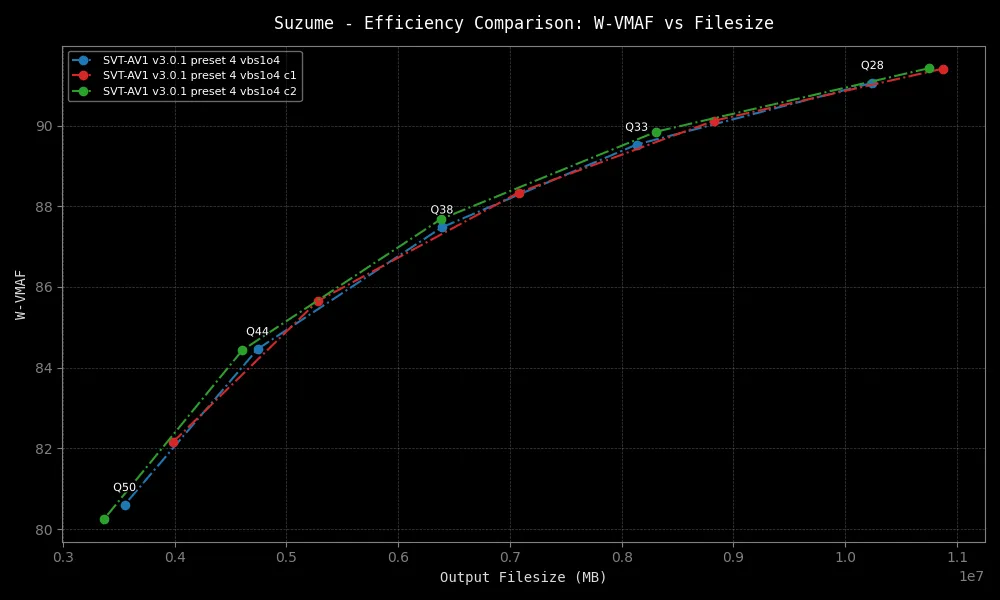 Suzume - Efficiency Comparison: W-VMAF vs Filesize
SVT-AV1 v3.0.1 preset 4 vbs1o4
SVT-AV1 v3.0.1 preset 4 vbs1o4 c1
SVT-AV1 v3.0.1 preset 4 vbs1o4 c2
Q28
Q33
Q38
Q44
Q50
W-VMAF
90
88
86
84
82
80
0.3 0.4 0.5 0.6 0.7 0.8 0.9 1.0 1.1
1e7
Output Filesize (MB)